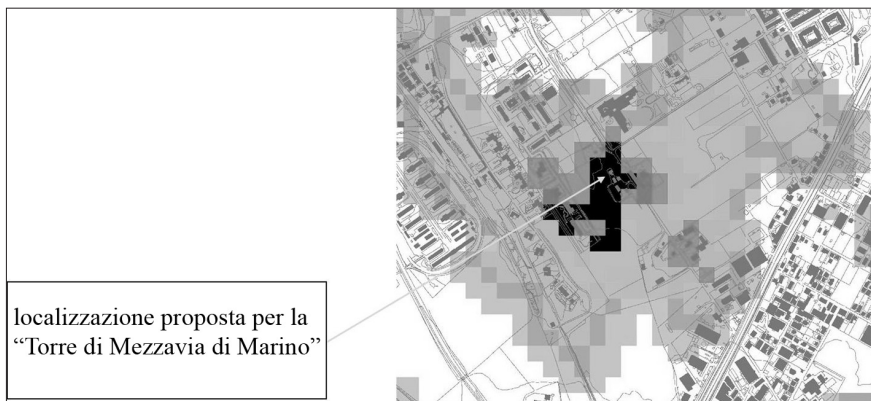 localizzazione proposta per la
“Torre di Mezzavia di Marino”